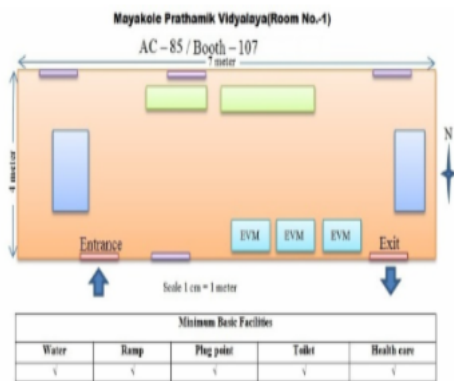 Mayakole Prathamik Vidyalaya(Room No.-1)
AC – 85 / Booth – 107
7 meter
4 meter
N
EVM EVM EVM
Entrance
Exit
Scale 1 cm = 1 meter
Minimum Basic Facilities
Water Ramp Plug point Toilet Health care
√ √ √ √ √